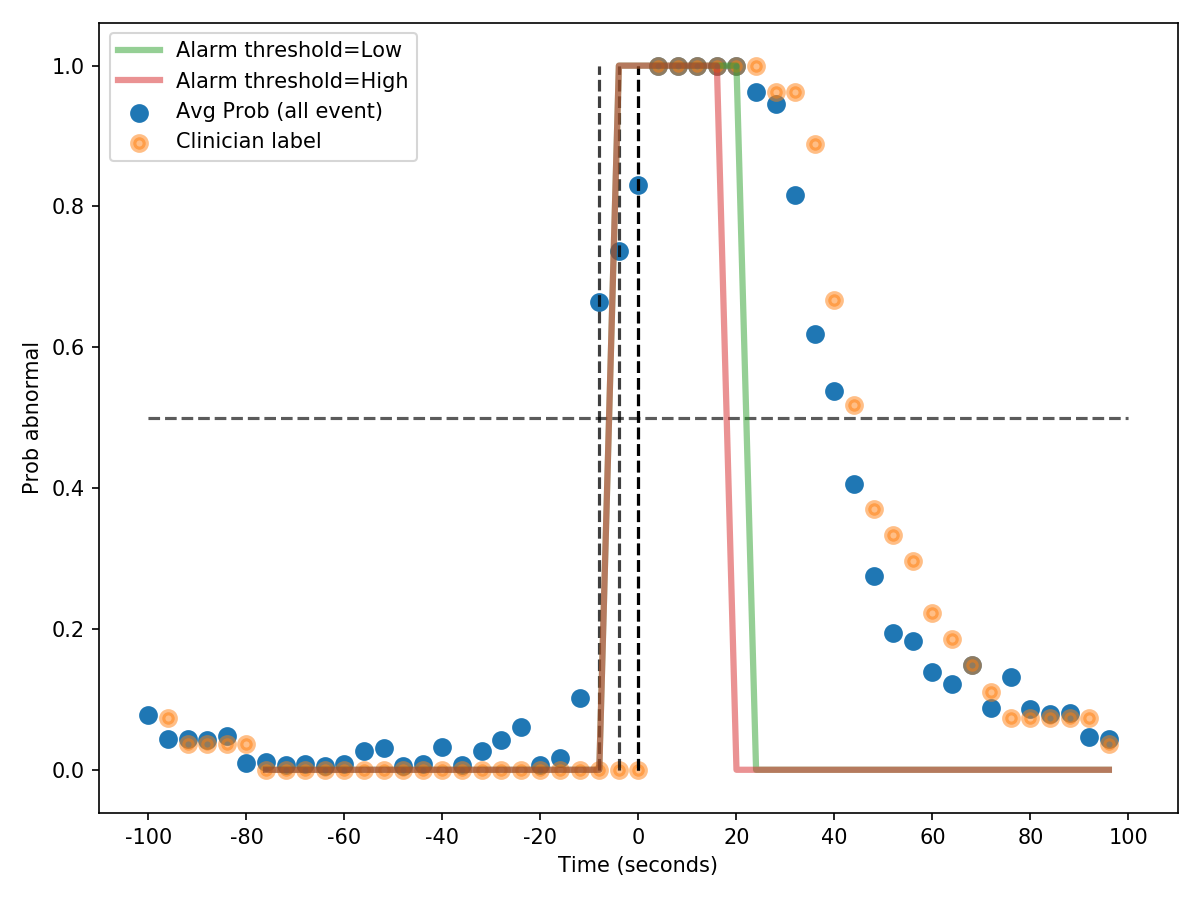 Alarm threshold=Low
Alarm threshold=High
Avg Prob (all event)
Clinician label
Prob abnormal
1.0
0.8
0.6
0.4
0.2
0.0
-100 -80 -60 -40 -20 0 20 40 60 80 100
Time (seconds)